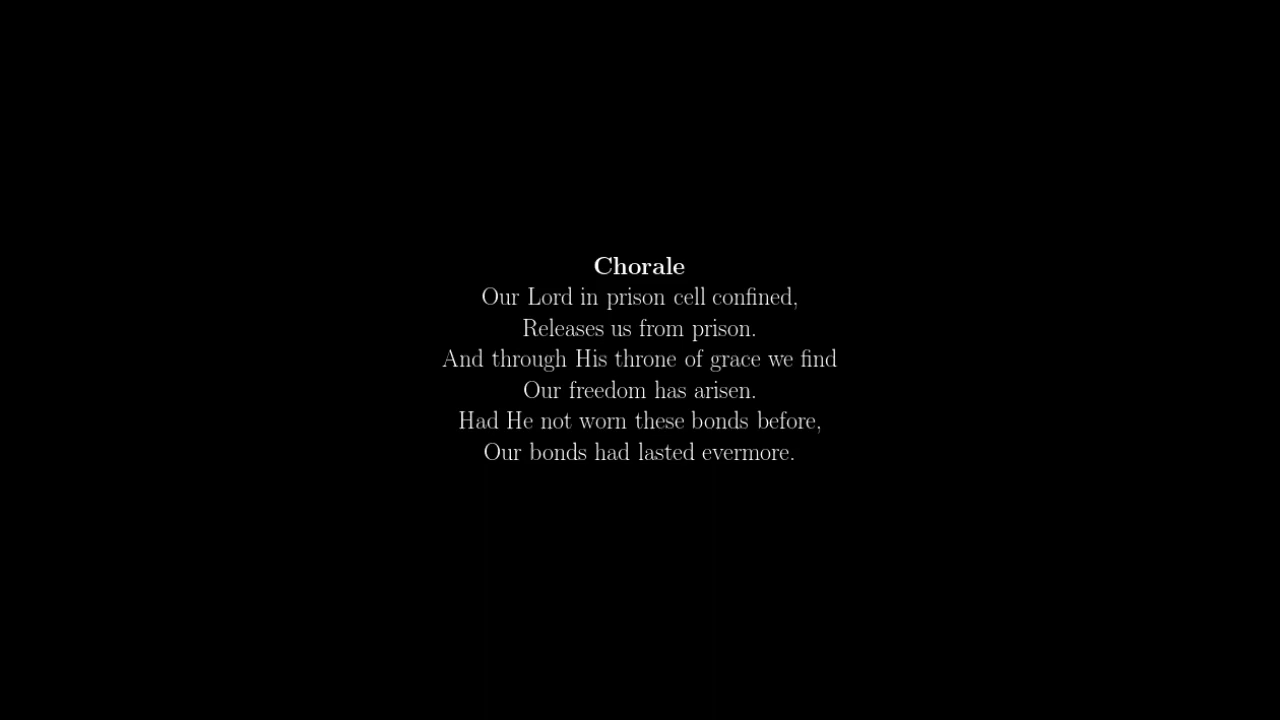 Chorale
Our Lord in prison cell confined,
Releases us from prison.
And through His throne of grace we find
Our freedom has arisen.
Had He not worn these bonds before,
Our bonds had lasted evermore.